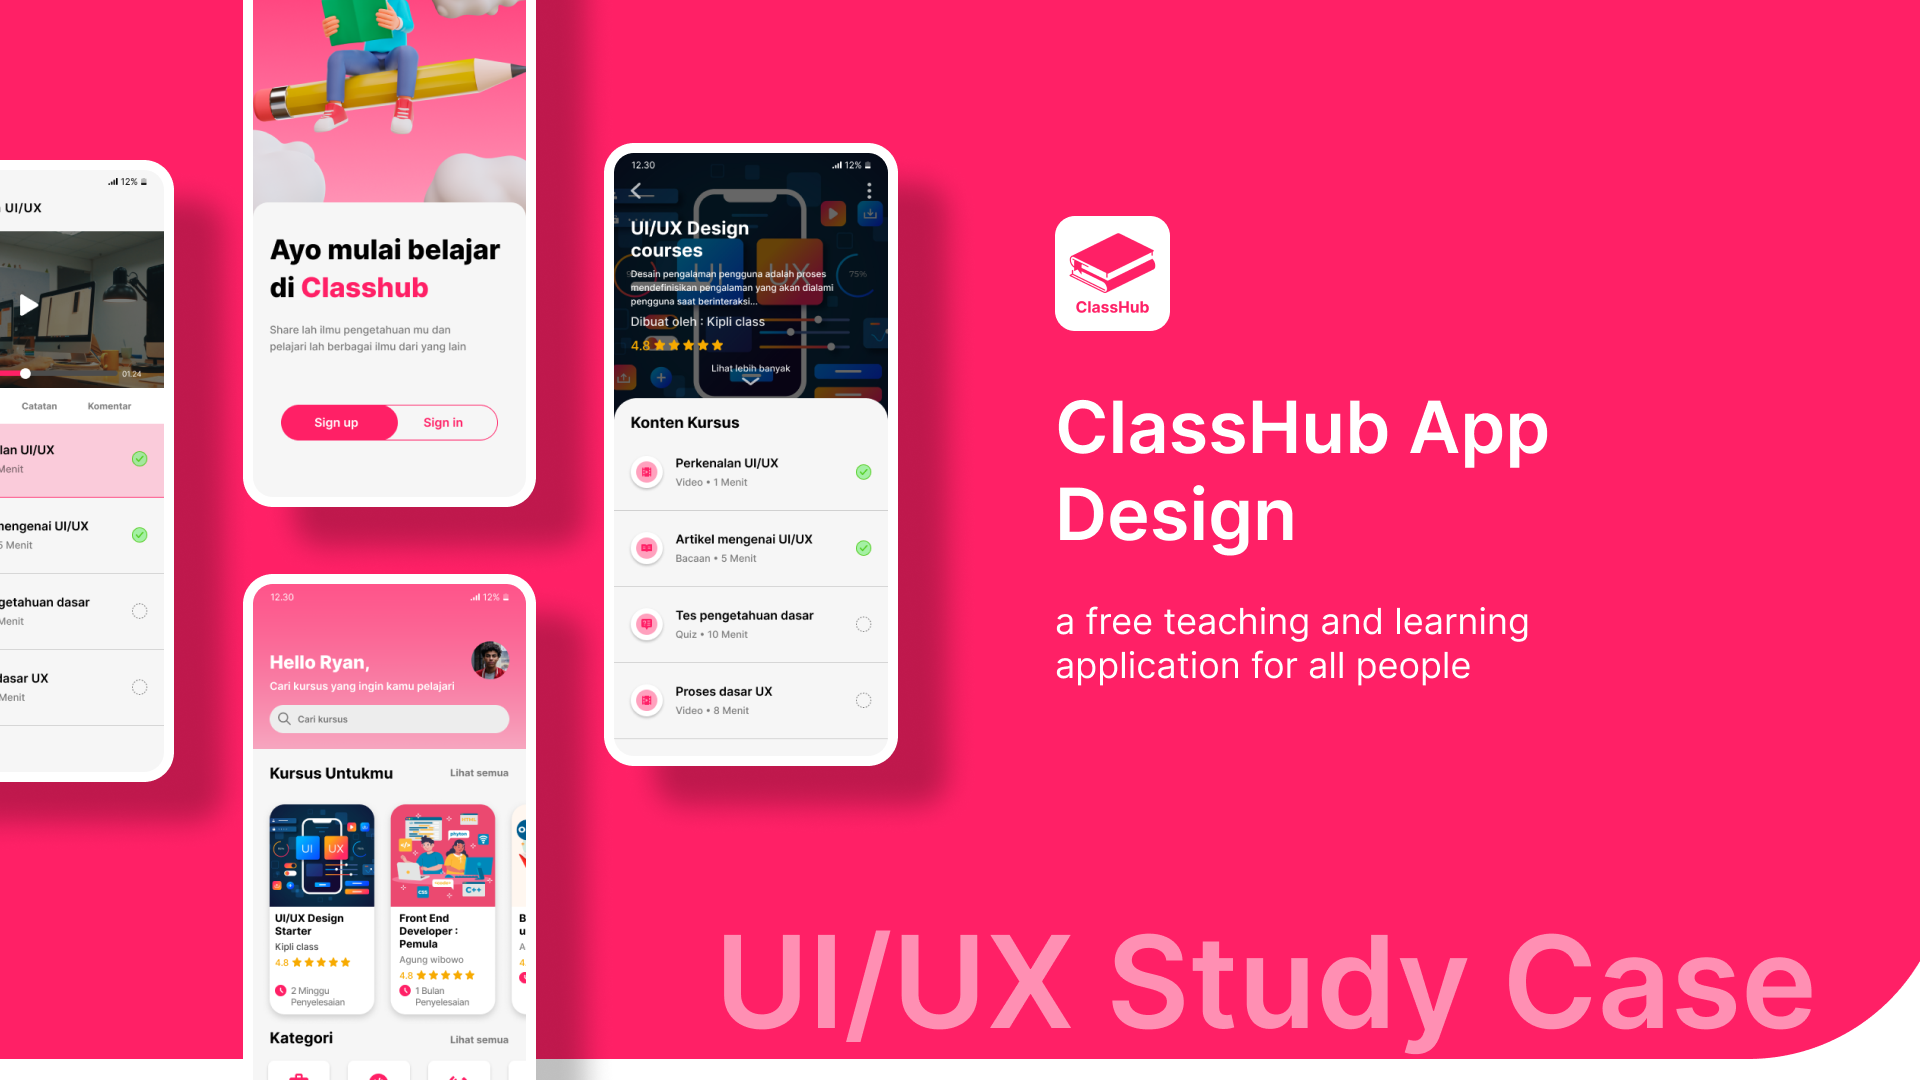 12%
UI/UX
01:24
Catatan Komentar
lan UI/UX
Menit
mengenai UI/UX
5 Menit
getahuan dasar
Menit
dasar UX
Menit
Ayo mulai belajar
di Classhub
Share lah ilmu pengetahuan mu dan
pelajari lah berbagai ilmu dari yang lain
Sign up Sign in
12.30 12%
Hello Ryan,
Cari kursus yang ingin kamu pelajari
Cari kursus
Kursus Untukmu Lihat semua
UI UX
UI/UX Design
Starter
Kipli class
4.8
2 Minggu
Penyelesaian
phyton
CSS
C++
Front End
Developer :
Pemula
Agung wibowo
4.8
1 Bulan
Penyelesaian
B
u
A
4
Kategori Lihat semua
12.30 12%
UI/UX Design
courses
UI UX
75%
Desain pengalaman pengguna adalah proses
mendefinisikan pengalaman yang akan dialami
pengguna saat berinteraksi...
Dibuat oleh : Kipli class
4.8
Lihat lebih banyak
Konten Kursus
Perkenalan UI/UX
Video • 1 Menit
Artikel mengenai UI/UX
Bacaan • 5 Menit
Tes pengetahuan dasar
Quiz • 10 Menit
Proses dasar UX
Video • 8 Menit
ClassHub
ClassHub App
Design
a free teaching and learning
application for all people
UI/UX Study Case